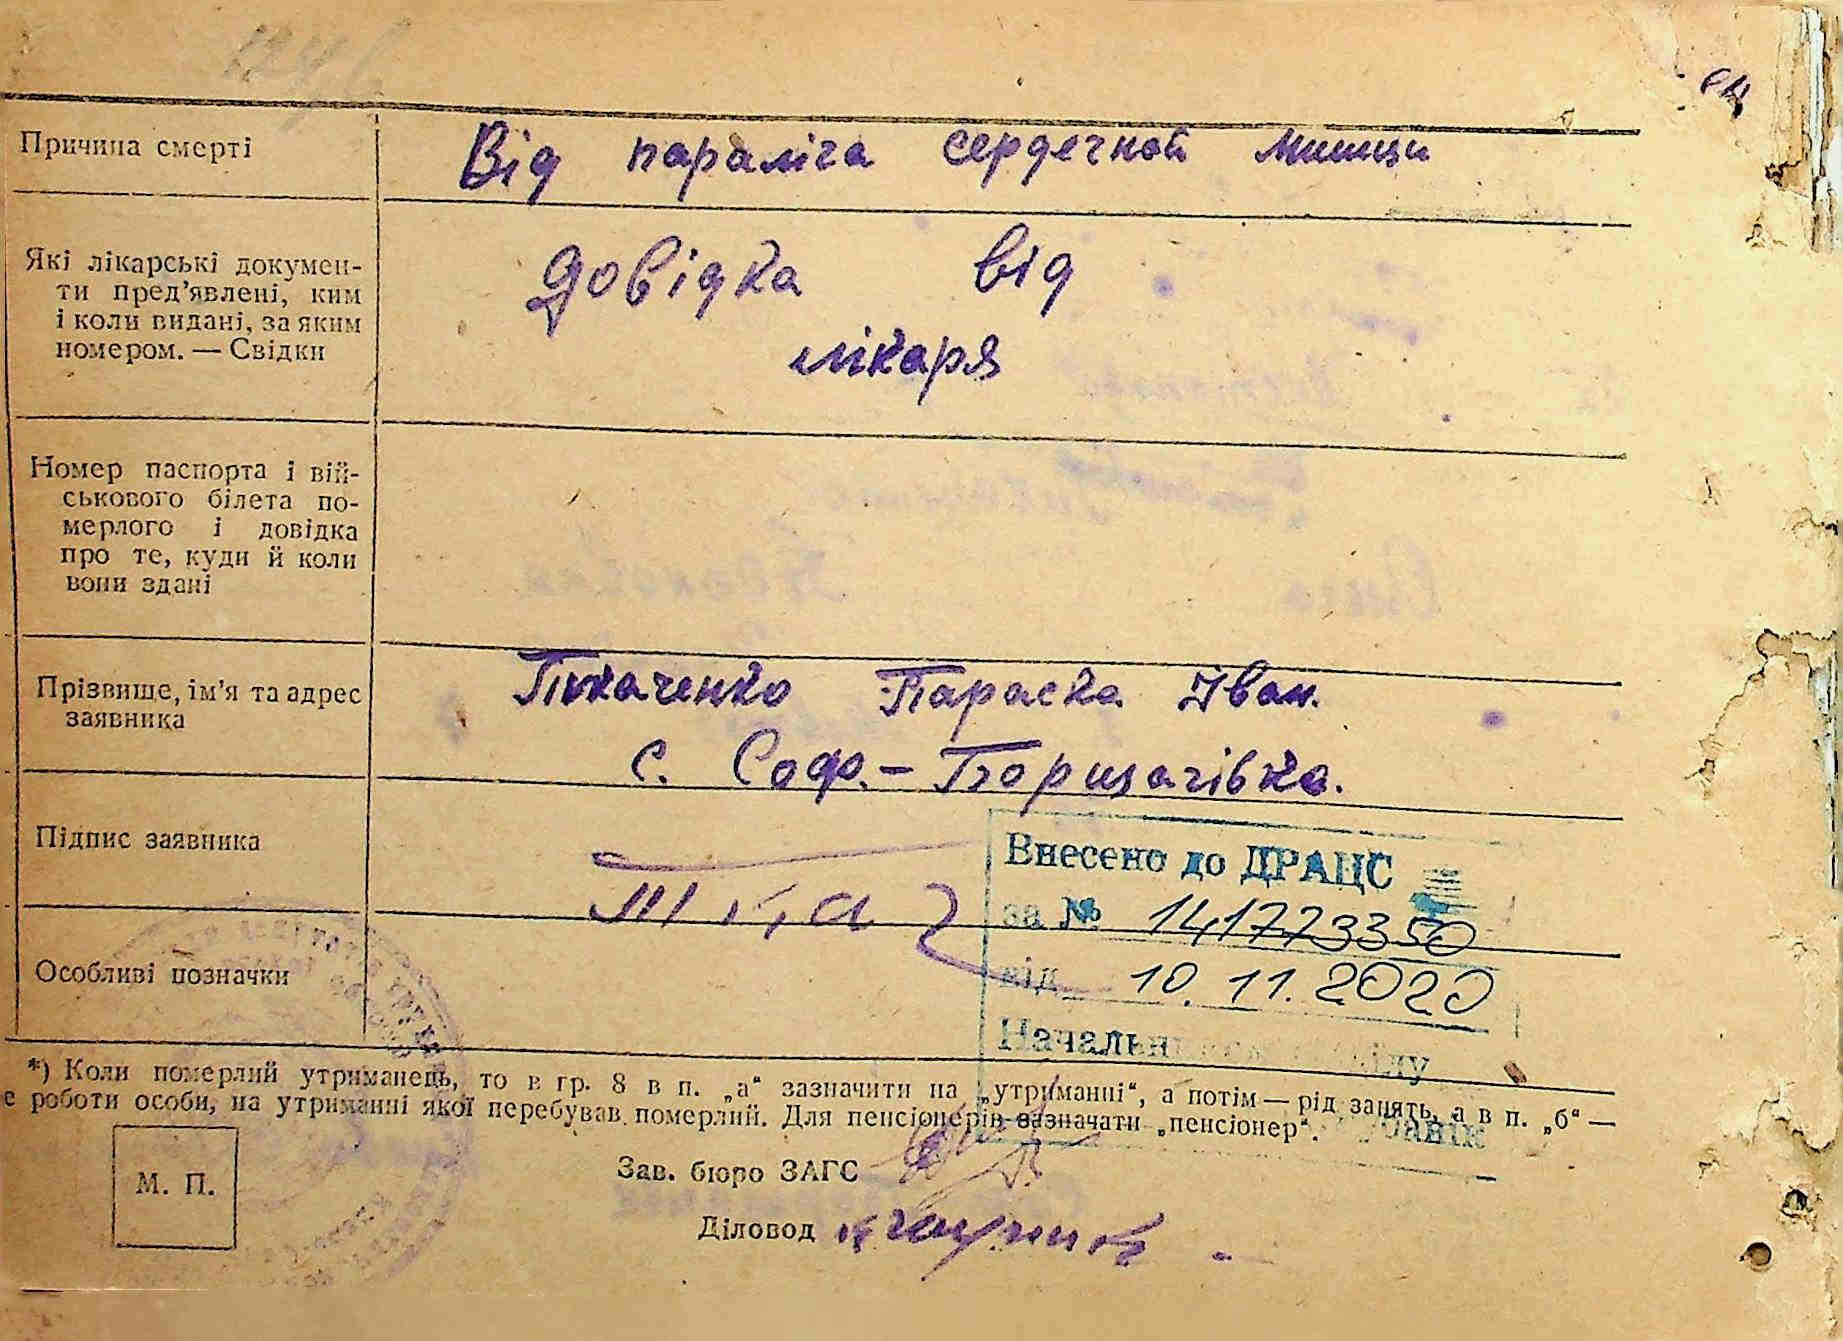 Причина смерті
Від параліча сердечной мишци
Які лікарські докумен-
ти пред’явлені, ким
і коли видані, за яким
номером. — Свідки
Довідка від
лікаря
Номер паспорта і вій-
ськового білета по-
мерлого і довідка
про те, куди й коли
вони здані
Прізвище, ім’я та адрес
заявника
Ткаченко Параска Іван.
с. Соф.- Борщагівка.
Підпис заявника
Тка
Особливі позначки
Внесено до ДРАЦС
за № 141773350
від 10.11.2020
*) Коли померлий утриманець, то в гр. 8 в п. „а“ зазначити на „утриманні“, а потім — рід занять, а в п. „б“ —
є роботи особи, на утриманні якої перебував померлий. Для пенсіонерів зазначати „пенсіонер“.
М. П.
Зав. бюро ЗАГС
Діловод